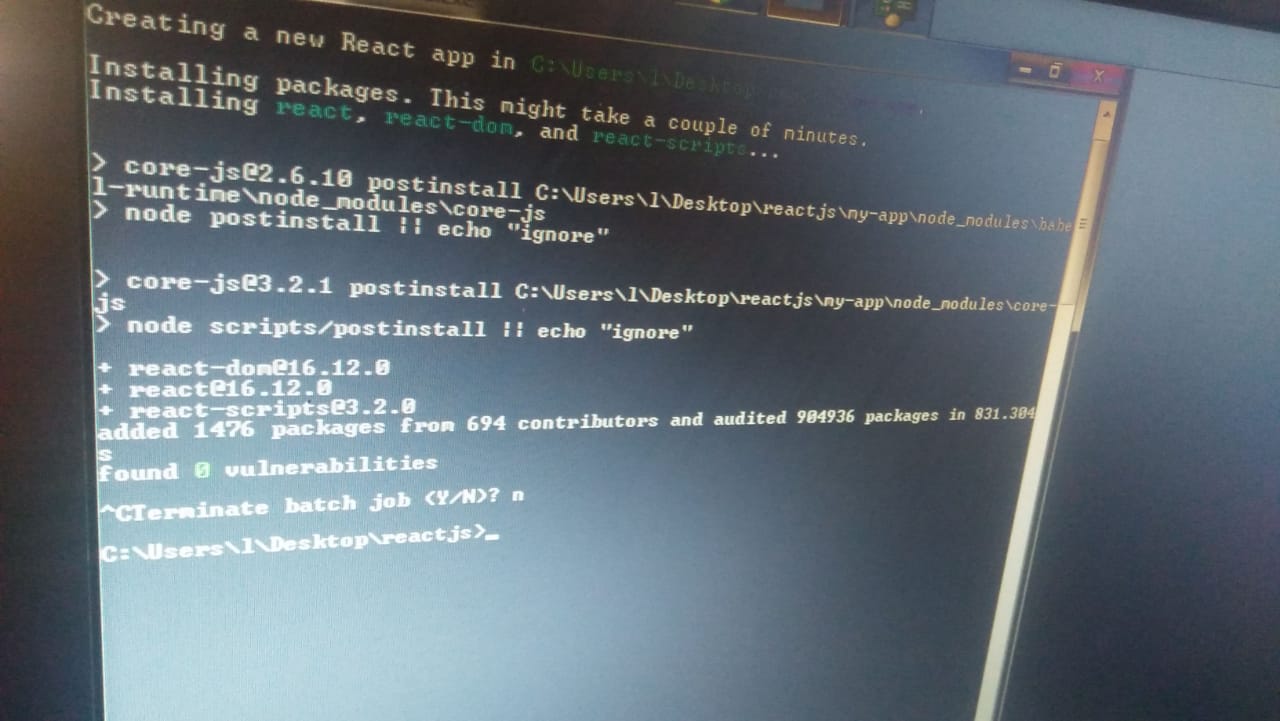 Creating a new React app in C:\Users\l\Desktop
Installing packages. This might take a couple of minutes.
Installing react, react-dom, and react-scripts...
> core-js@2.6.10 postinstall C:\Users\l\Desktop\reactjs\my-app\node_modules\babe
l-runtime\node_modules\core-js
> node postinstall || echo "ignore"
> core-js@3.2.1 postinstall C:\Users\l\Desktop\reactjs\my-app\node_modules\core-
js
> node scripts/postinstall || echo "ignore"
+ react-dom@16.12.0
+ react@16.12.0
+ react-scripts@3.2.0
added 1476 packages from 694 contributors and audited 904936 packages in 831.304
s
found 0 vulnerabilities
^CTerminate batch job (Y/N)? n
C:\Users\l\Desktop\reactjs>_